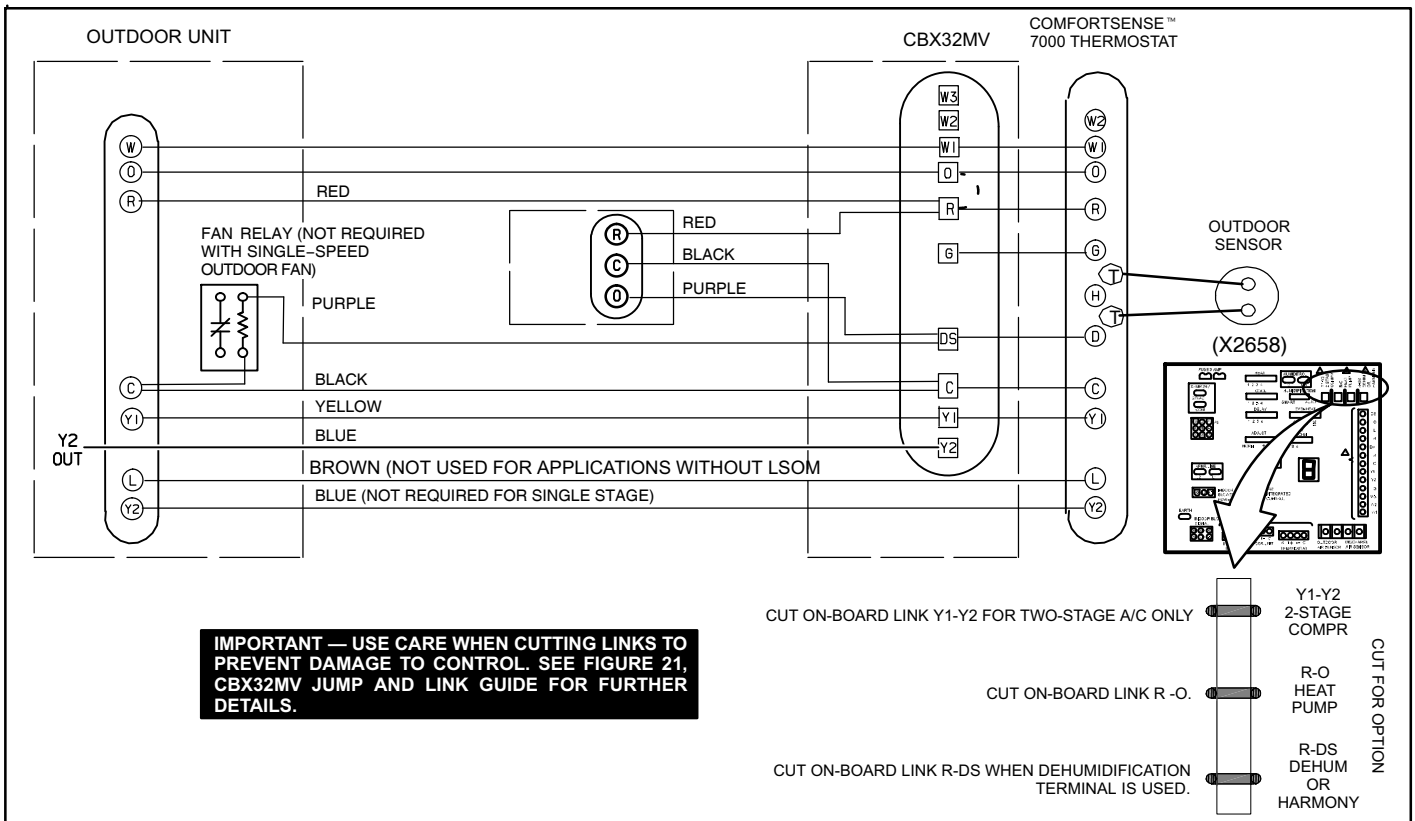 OUTDOOR UNIT
CBX32MV
COMFORTSENSE™
7000 THERMOSTAT
W3
W2
W2
W
W1
W1
O
O
O
R
RED
R
R
FAN RELAY (NOT REQUIRED
WITH SINGLE-SPEED
OUTDOOR FAN)
R
RED
C
BLACK
O
PURPLE
G
G
T
H
T
OUTDOOR
SENSOR
PURPLE
DS
D
(X2658)
C
BLACK
C
C
Y1
YELLOW
Y1
Y1
Y2
OUT
BLUE
Y2
L
BROWN (NOT USED FOR APPLICATIONS WITHOUT LSOM
L
Y2
BLUE (NOT REQUIRED FOR SINGLE STAGE)
Y2
IMPORTANT — USE CARE WHEN CUTTING LINKS TO
PREVENT DAMAGE TO CONTROL. SEE FIGURE 21,
CBX32MV JUMP AND LINK GUIDE FOR FURTHER
DETAILS.
CUT ON-BOARD LINK Y1-Y2 FOR TWO-STAGE A/C ONLY
Y1-Y2
2-STAGE
COMPR
CUT ON-BOARD LINK R -O.
R-O
HEAT
PUMP
CUT ON-BOARD LINK R-DS WHEN DEHUMIDIFICATION
TERMINAL IS USED.
R-DS
DEHUM
OR
HARMONY
CUT FOR OPTION